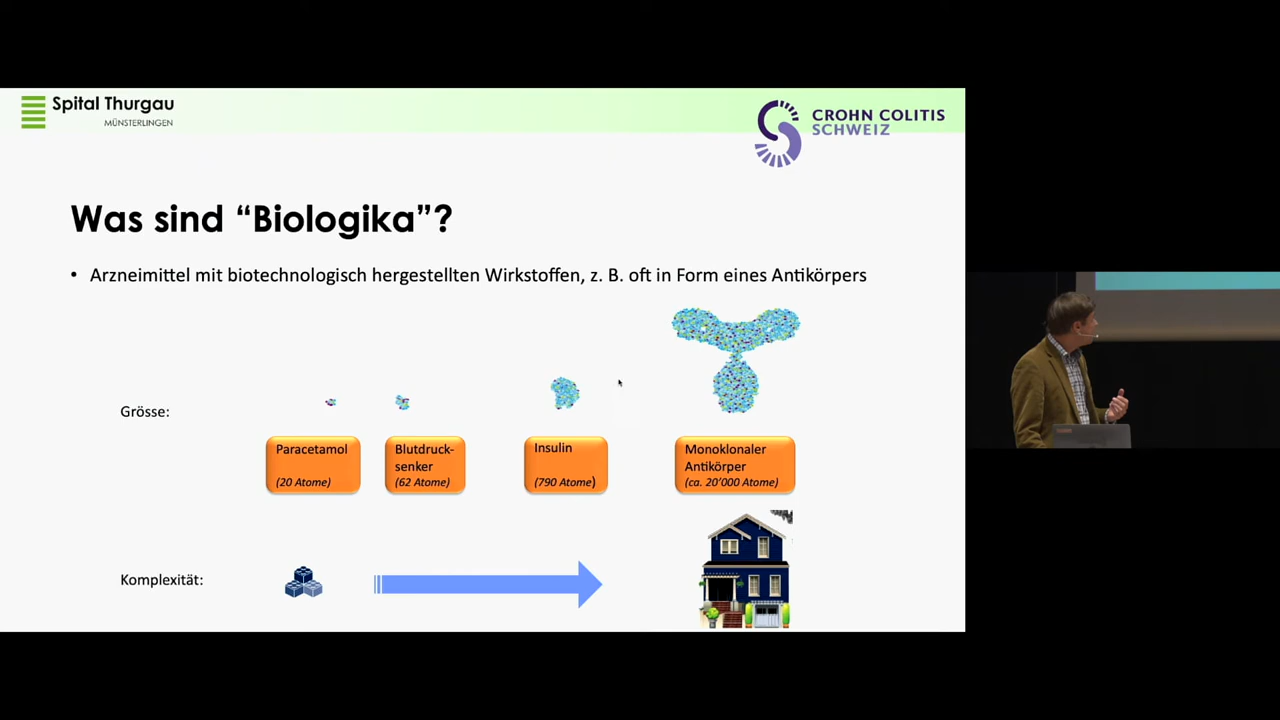 Spital Thurgau
MÜNSTERLINGEN
CROHN COLITIS
SCHWEIZ
Was sind “Biologika”?
• Arzneimittel mit biotechnologisch hergestellten Wirkstoffen, z. B. oft in Form eines Antikörpers
Grösse:
Paracetamol
(20 Atome)
Blutdruck-
senker
(62 Atome)
Insulin
(790 Atome)
Monoklonaler
Antikörper
(ca. 20’000 Atome)
Komplexität: